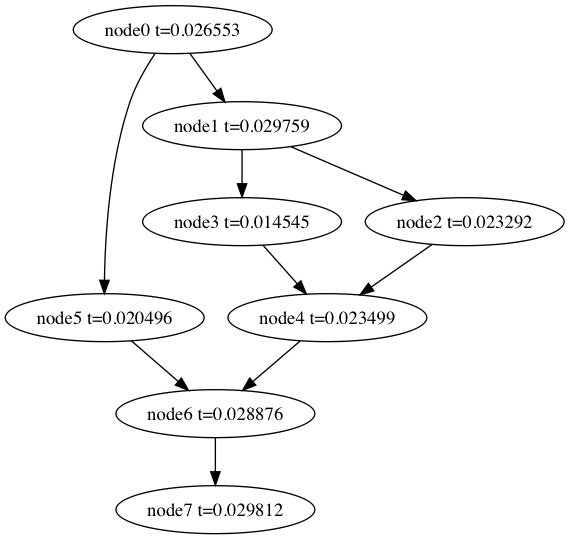 node0 t=0.026553
node1 t=0.029759
node3 t=0.014545
node2 t=0.023292
node5 t=0.020496
node4 t=0.023499
node6 t=0.028876
node7 t=0.029812